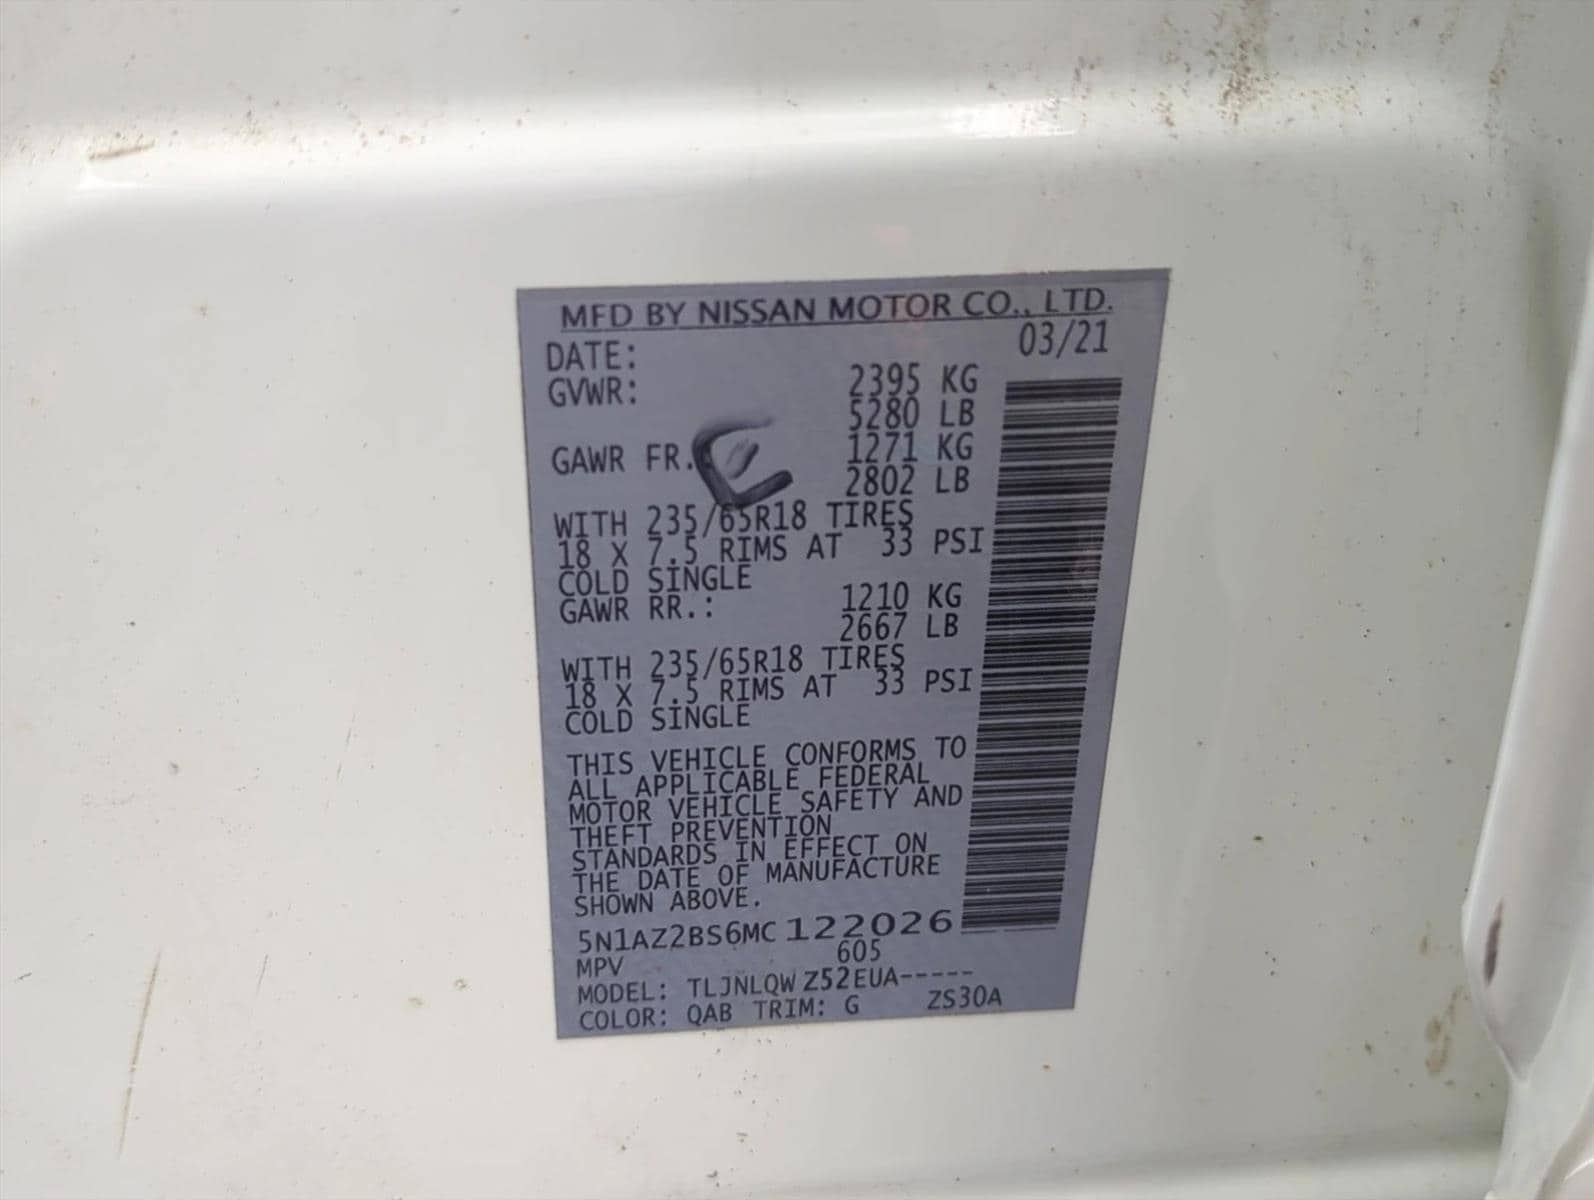 MFD BY NISSAN MOTOR CO., LTD.
DATE: 03/21
GVWR: 2395 KG
5280 LB
GAWR FR. 1271 KG
2802 LB
WITH 235/65R18 TIRES
18 X 7.5 RIMS AT 33 PSI
COLD SINGLE
GAWR RR.: 1210 KG
2667 LB
WITH 235/65R18 TIRES
18 X 7.5 RIMS AT 33 PSI
COLD SINGLE
THIS VEHICLE CONFORMS TO
ALL APPLICABLE FEDERAL
MOTOR VEHICLE SAFETY AND
THEFT PREVENTION
STANDARDS IN EFFECT ON
THE DATE OF MANUFACTURE
SHOWN ABOVE.
5N1AZ2BS6MC 122026
MPV 605
MODEL: TLJNLQW Z52EUA-----
COLOR: QAB TRIM: G ZS30A